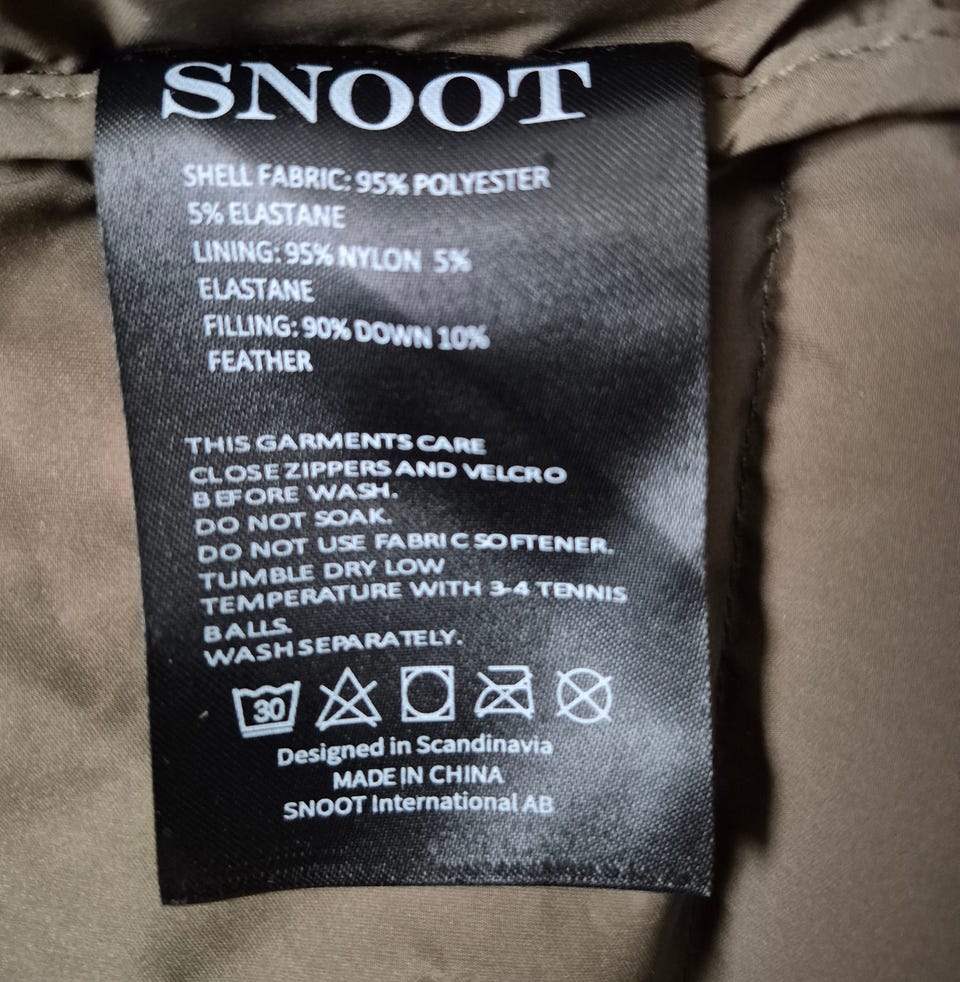 SNOOT
SHELL FABRIC: 95% POLYESTER
5% ELASTANE
LINING: 95% NYLON 5%
ELASTANE
FILLING: 90% DOWN 10%
FEATHER
THIS GARMENTS CARE
CLOSE ZIPPERS AND VELCRO
BEFORE WASH.
DO NOT SOAK.
DO NOT USE FABRIC SOFTENER.
TUMBLE DRY LOW
TEMPERATURE WITH 3-4 TENNIS
BALLS.
WASH SEPARATELY.
30
Designed in Scandinavia
MADE IN CHINA
SNOOT International AB